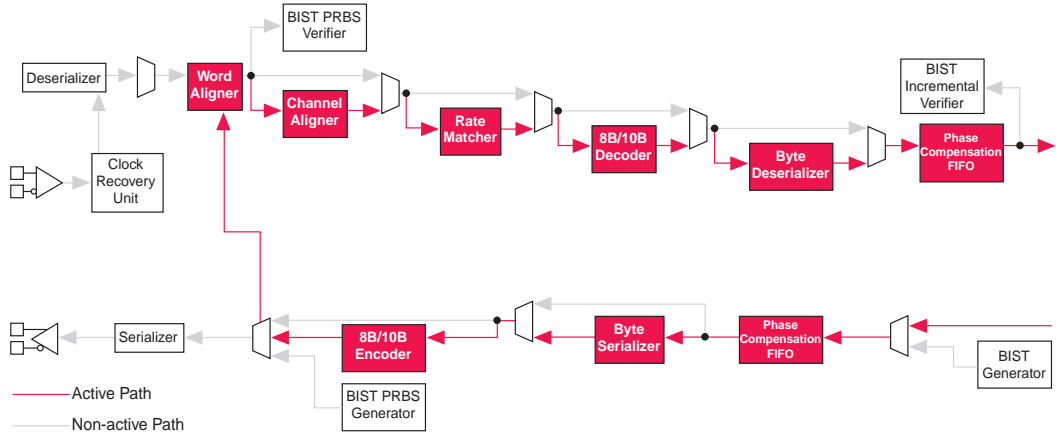 BIST PRBS
Verifier
Deserializer
Word
Aligner
Channel
Aligner
Rate
Matcher
8B/10B
Decoder
Byte
Deserializer
BIST
Incremental
Verifier
Phase
Compensation
FIFO
Clock
Recovery
Unit
Serializer
8B/10B
Encoder
Byte
Serializer
Phase
Compensation
FIFO
BIST
Generator
BIST PRBS
Generator
Active Path
Non-active Path